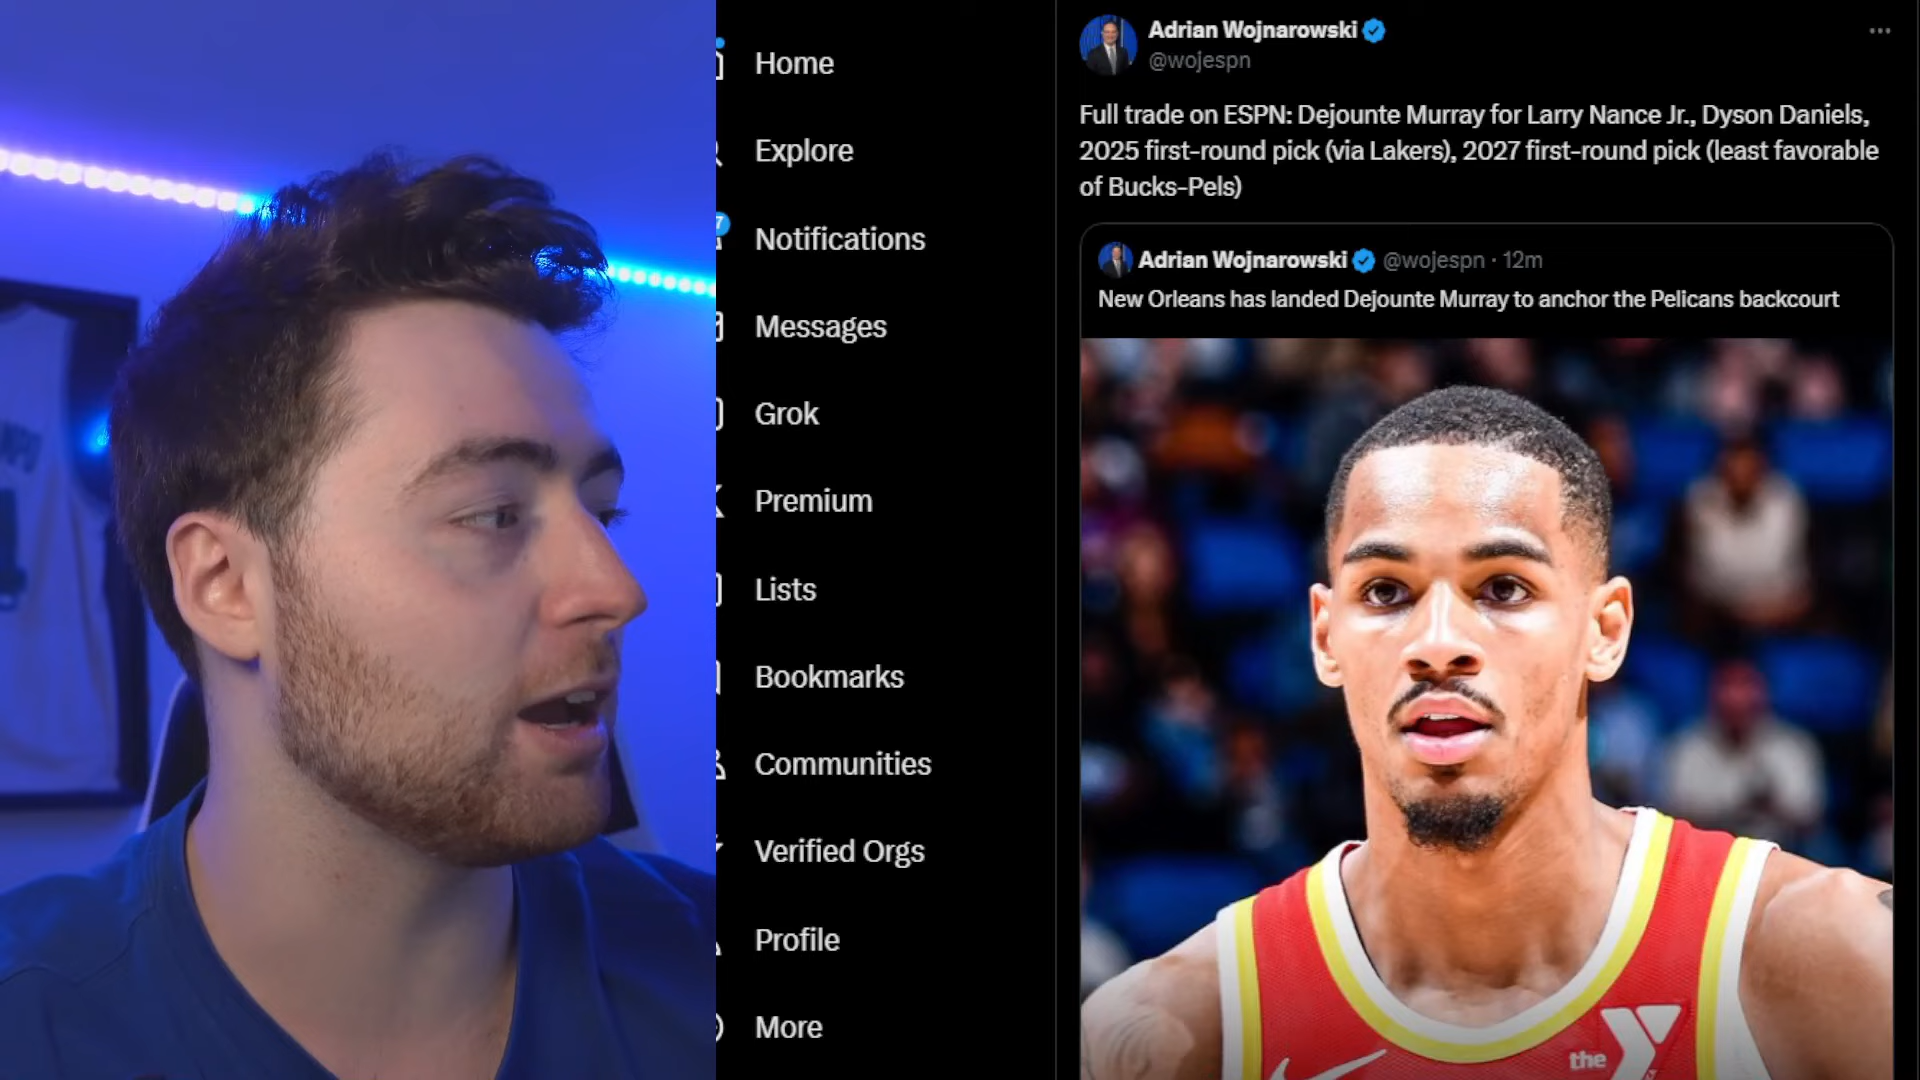 Home
Explore
7
Notifications
Messages
Grok
Premium
Lists
Bookmarks
Communities
Verified Orgs
Profile
More
Adrian Wojnarowski
@wojespn
Full trade on ESPN: Dejounte Murray for Larry Nance Jr., Dyson Daniels,
2025 first-round pick (via Lakers), 2027 first-round pick (least favorable
of Bucks-Pels)
Adrian Wojnarowski @wojespn · 12m
New Orleans has landed Dejounte Murray to anchor the Pelicans backcourt
the Y